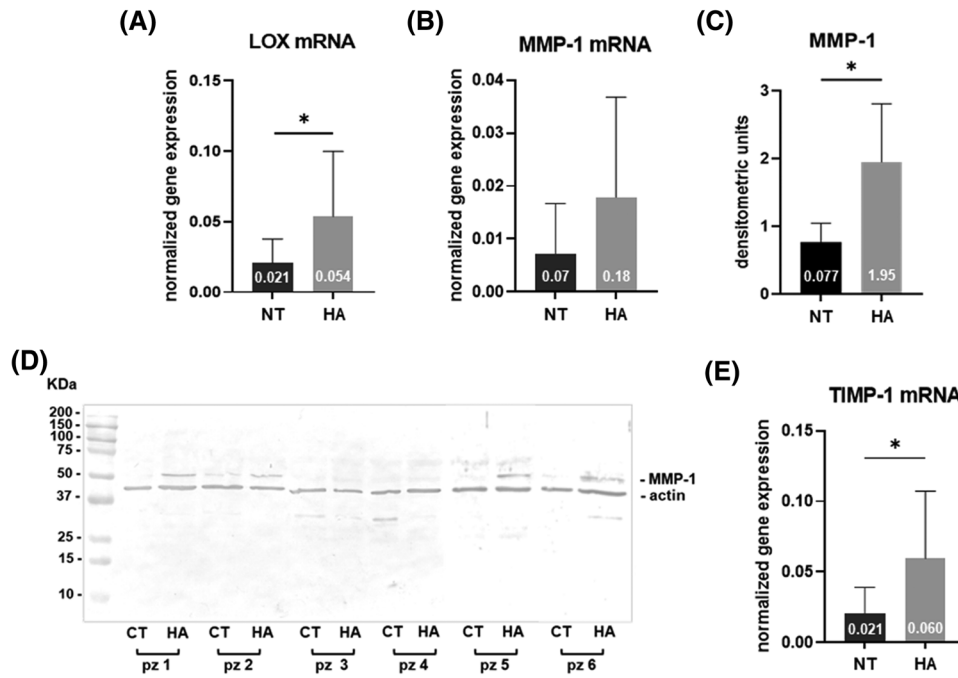 (A)
LOX mRNA
normalized gene expression
0.15
0.10
0.05
0.00
*
0.021
0.054
NT HA
(B)
MMP-1 mRNA
normalized gene expression
0.04
0.03
0.02
0.01
0.00
0.07
0.18
NT HA
(C)
MMP-1
densitometric units
3
2
1
0
*
0.077
1.95
NT HA
(D)
KDa
200 -
150 -
100 -
75 -
50 -
37 -
25 -
15 -
10 -
- MMP-1
- actin
CT HA CT HA CT HA CT HA CT HA CT HA
pz 1 pz 2 pz 3 pz 4 pz 5 pz 6
(E)
TIMP-1 mRNA
normalized gene expression
0.15
0.10
0.05
0.00
*
0.021
0.060
NT HA